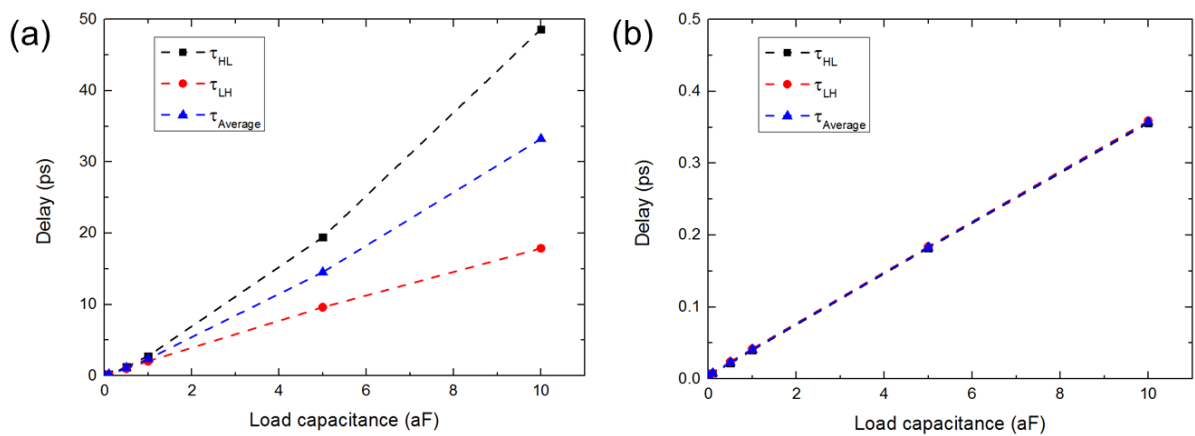 (a)
50
40
30
20
10
0
0
2
4
6
8
10
Delay (ps)
Load capacitance (aF)
τHL
τLH
τAverage
(b)
0.5
0.4
0.3
0.2
0.1
0.0
0
2
4
6
8
10
Delay (ps)
Load capacitance (aF)
τHL
τLH
τAverage